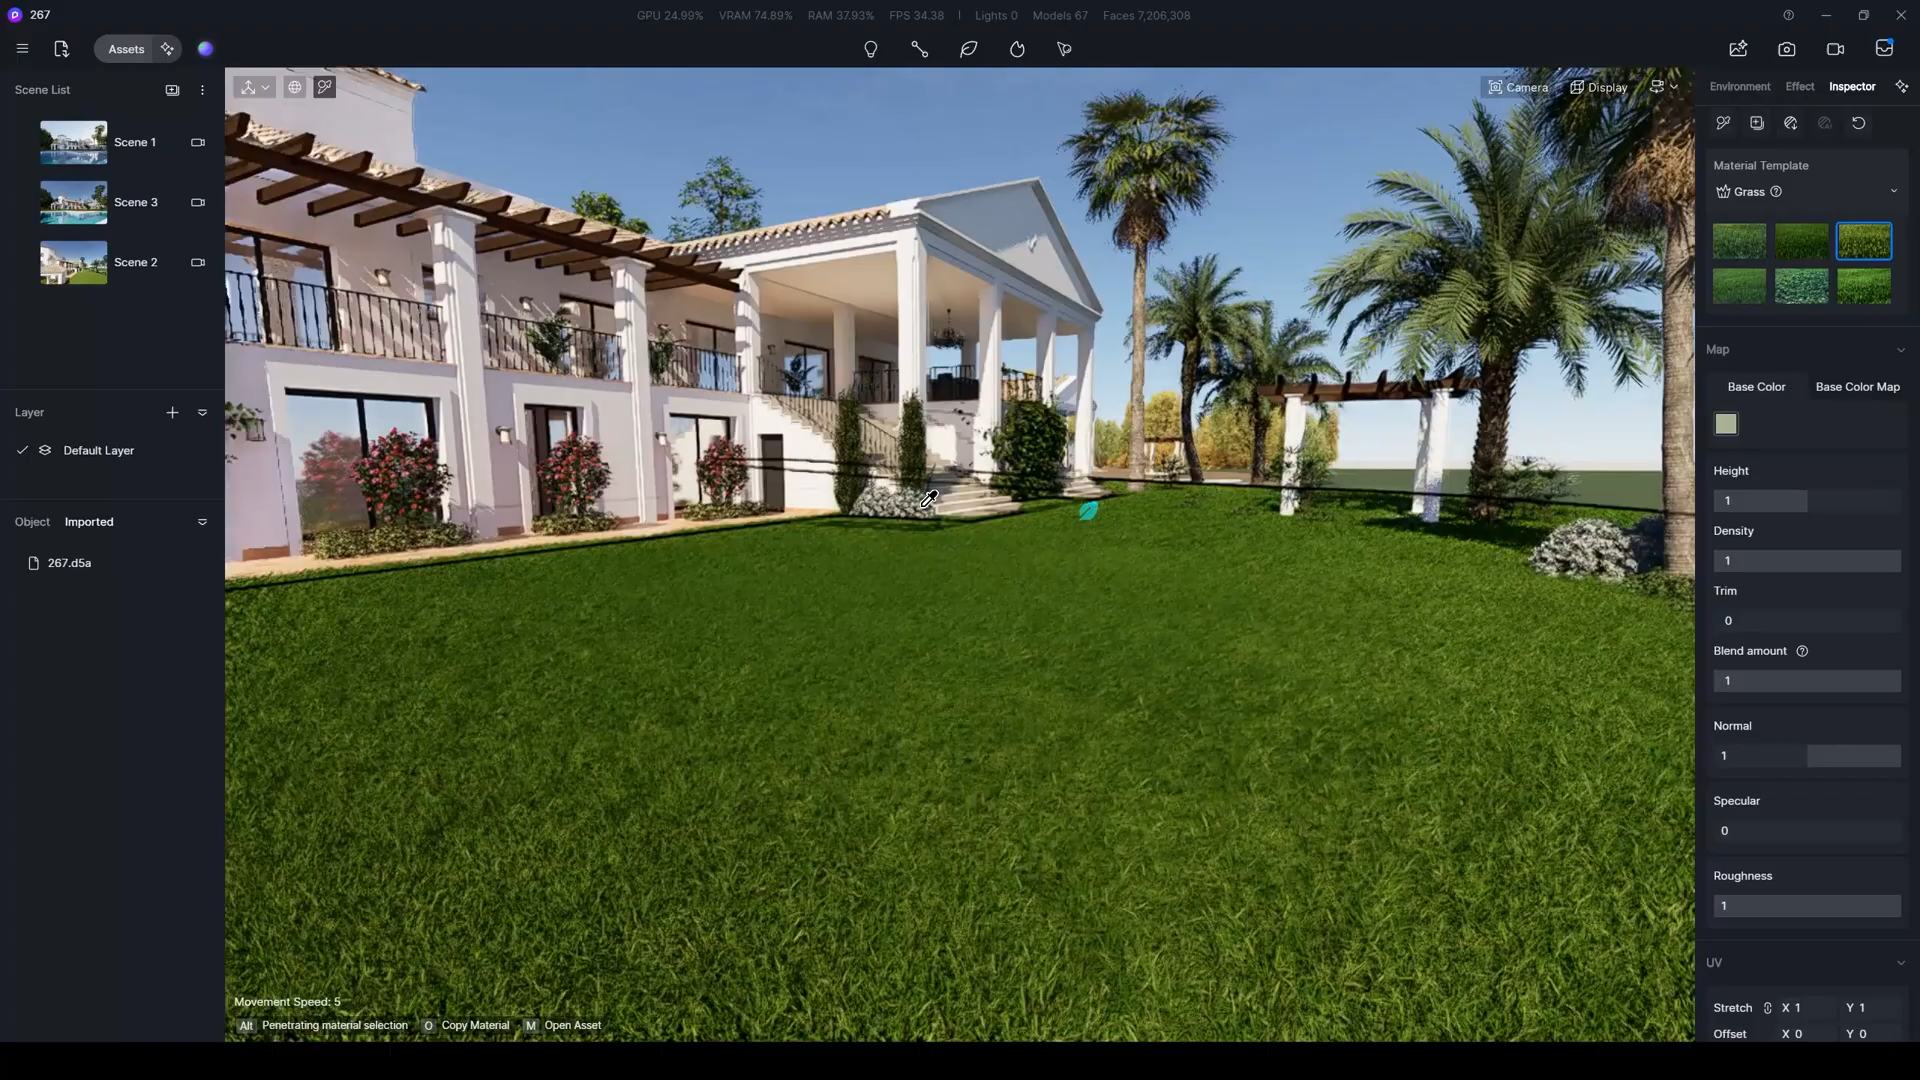 267
GPU 24.99% VRAM 74.89% RAM 37.93% FPS 34.38 | Lights 0 Models 67 Faces 7,206,308
Assets
Scene List
Camera
Display
Environment Effect Inspector
Scene 1
Scene 3
Scene 2
Material Template
Grass
Map
Base Color
Base Color Map
Height
1
Density
1
Trim
0
Blend amount
1
Normal
1
Specular
0
Roughness
1
UV
Stretch X 1 Y 1
Offset X 0 Y 0
Layer
Default Layer
Object Imported
267.d5a
Movement Speed: 5
Alt Penetrating material selection O Copy Material M Open Asset